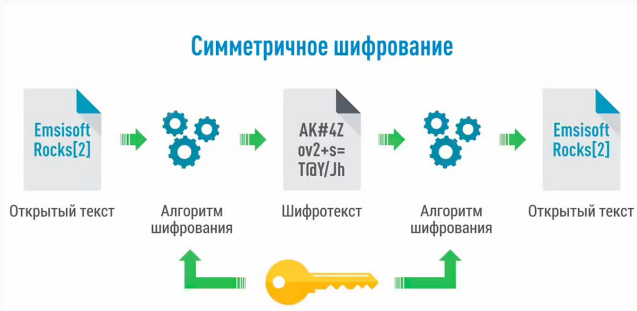 Симметричное шифрование
Emsisoft
Rocks[2]
AK#4Z
ov2+s=
T@Y/Jh
Emsisoft
Rocks[2]
Открытый текст
Алгоритм
шифрования
Шифротекст
Алгоритм
шифрования
Открытый текст